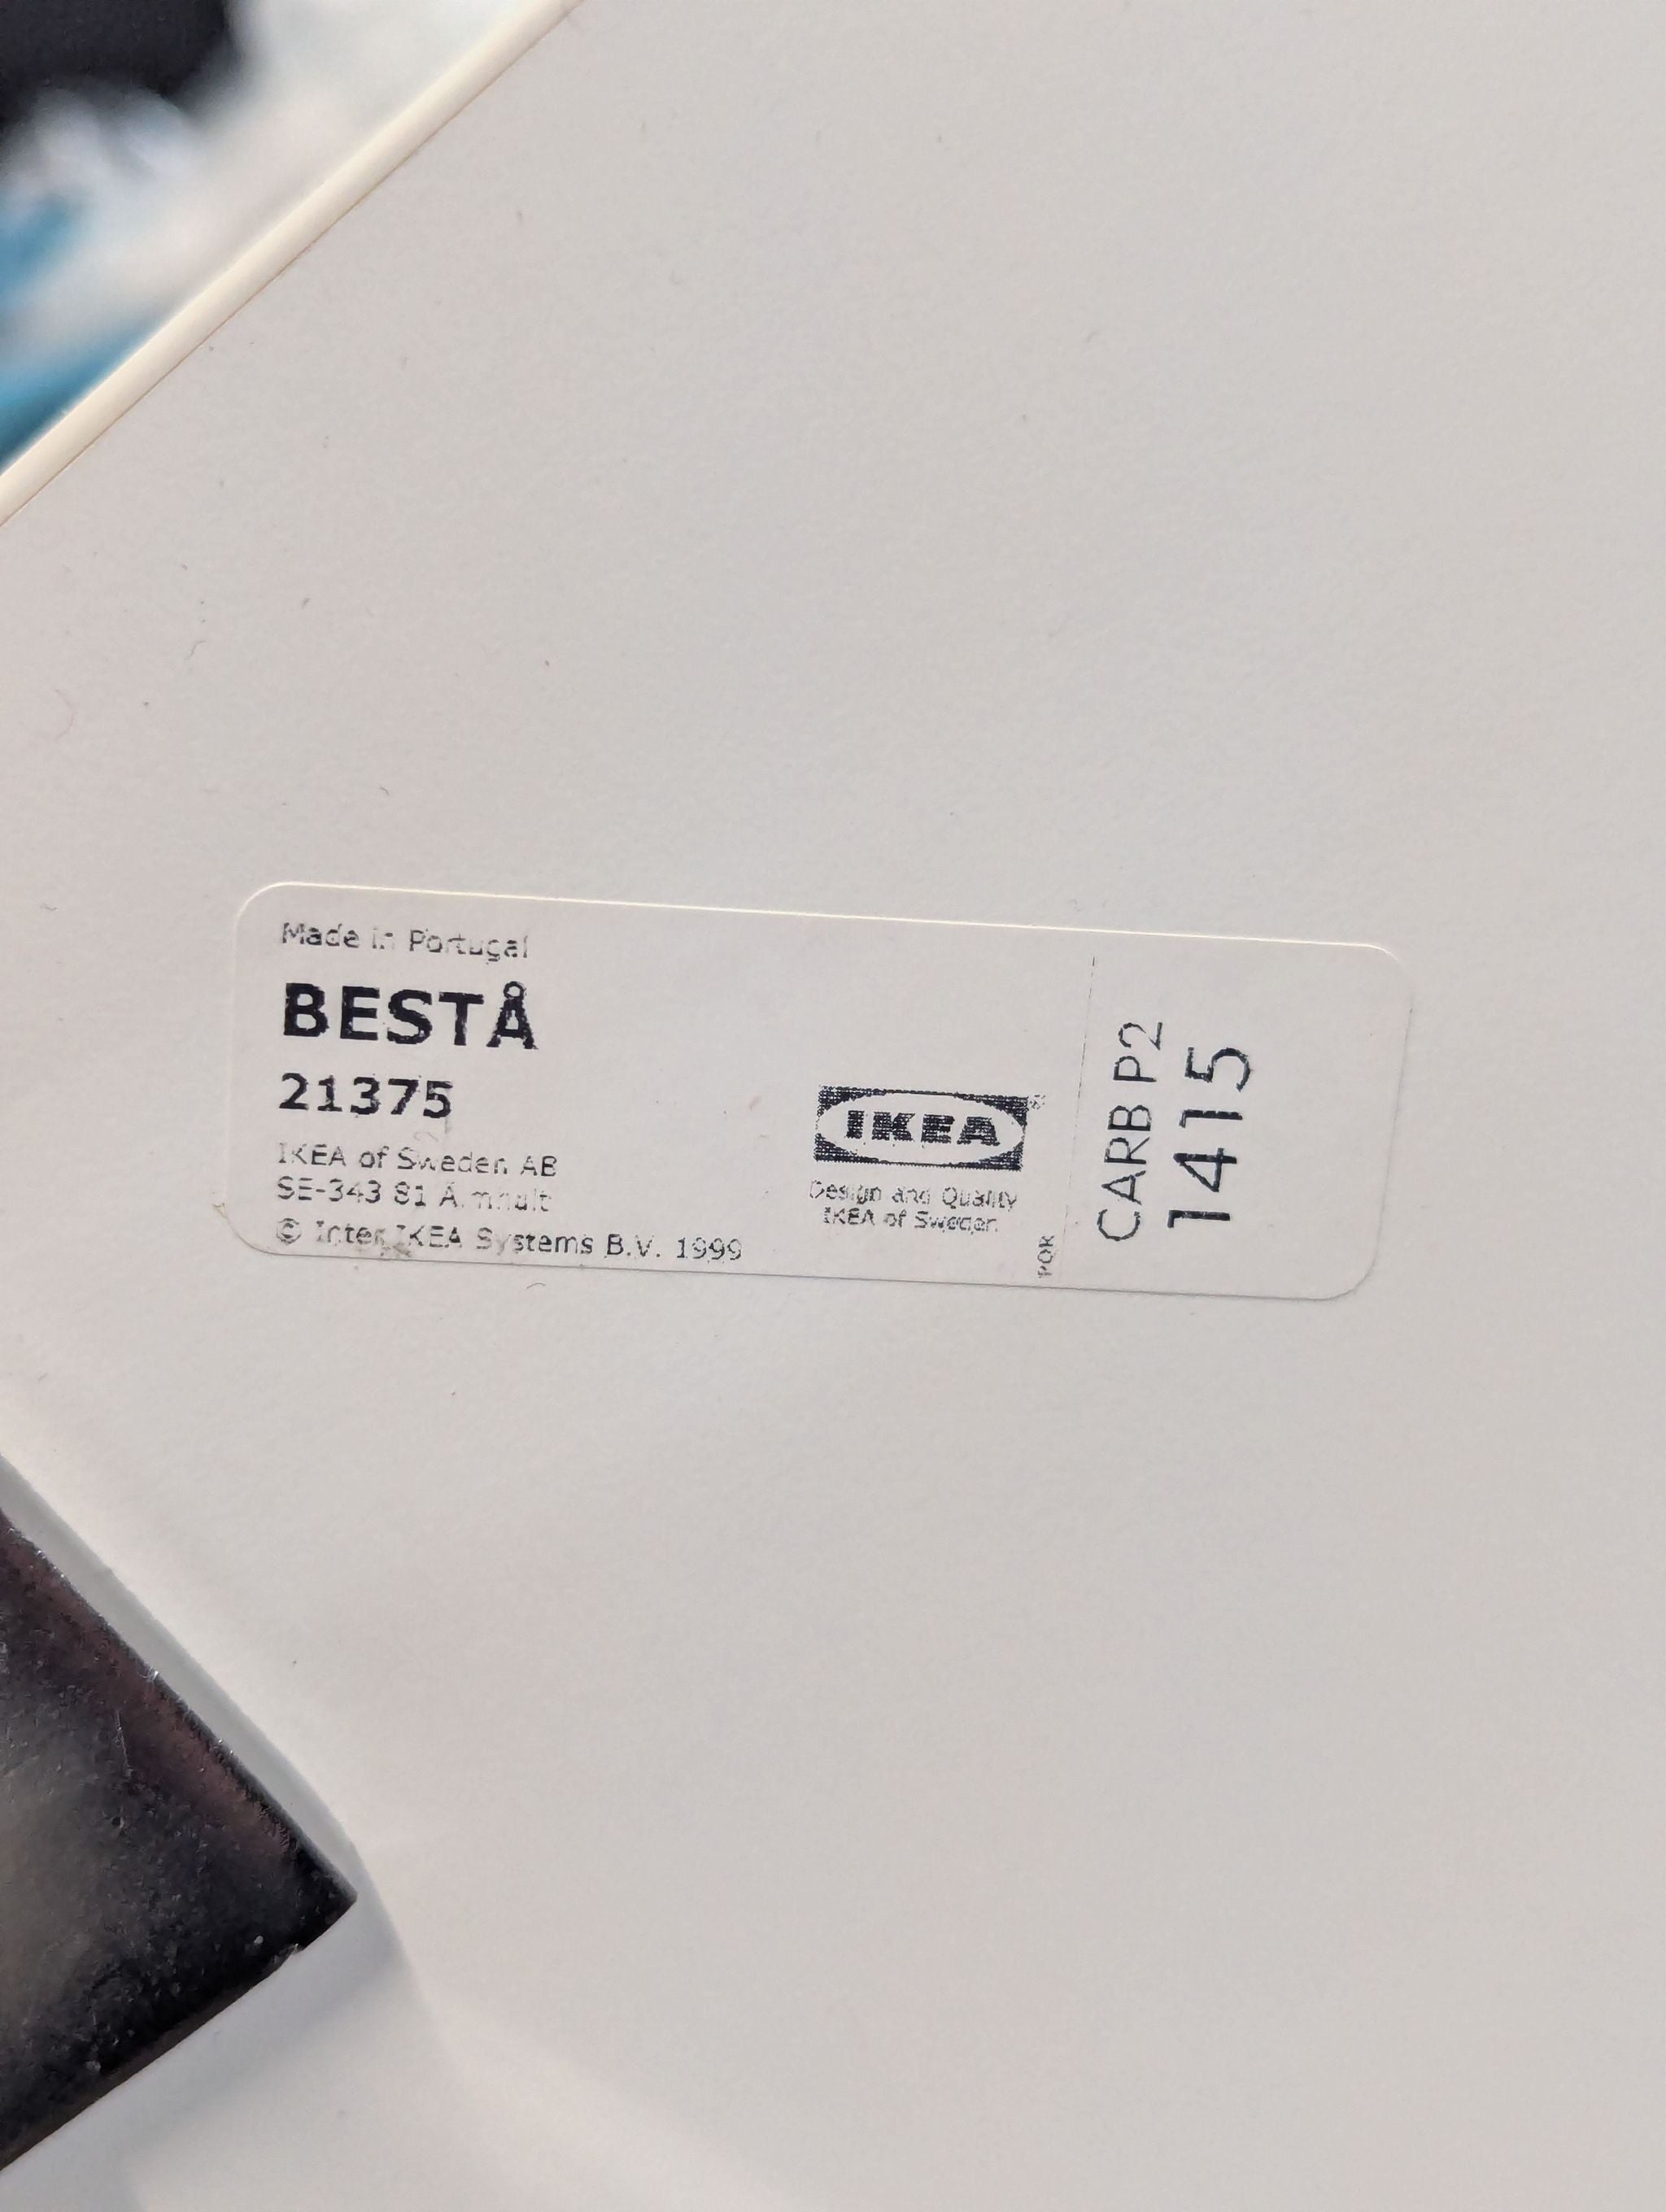 Made in Portugal
BESTÅ
21375
IKEA of Sweden AB
SE-343 81 Älmhult
© Inter IKEA Systems B.V. 1999
IKEA®
Design and Quality
IKEA of Sweden
POR
CARB P2
1415